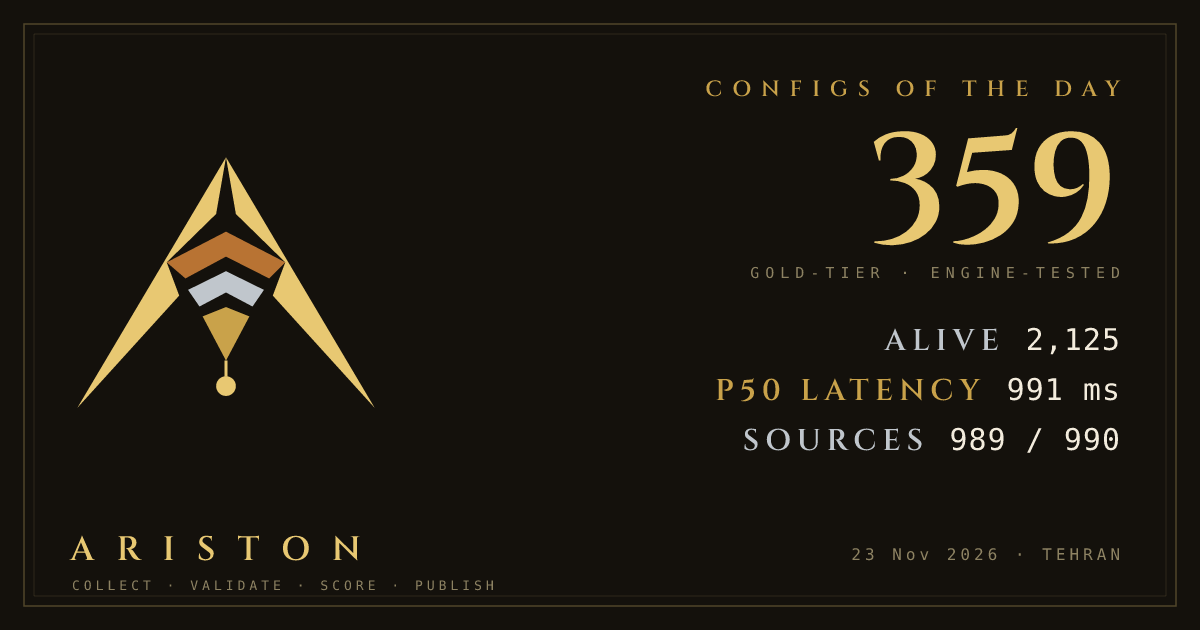 CONFIGS OF THE DAY
359
GOLD-TIER · ENGINE-TESTED
ALIVE 2,125
P50 LATENCY 991 ms
SOURCES 989 / 990
ARISTON
COLLECT · VALIDATE · SCORE · PUBLISH
23 Nov 2026 · TEHRAN